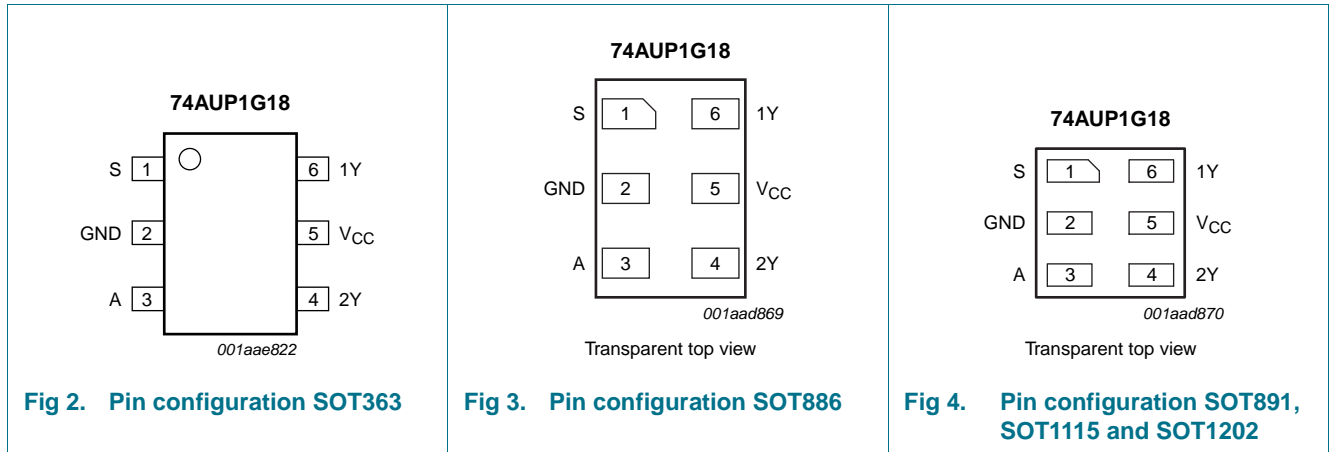 74AUP1G18
S 1 6 1Y
GND 2 5 VCC
A 3 4 2Y
001aae822
Fig 2. Pin configuration SOT363
74AUP1G18
S 1 6 1Y
GND 2 5 VCC
A 3 4 2Y
001aad869
Transparent top view
Fig 3. Pin configuration SOT886
74AUP1G18
S 1 6 1Y
GND 2 5 VCC
A 3 4 2Y
001aad870
Transparent top view
Fig 4. Pin configuration SOT891,
SOT1115 and SOT1202